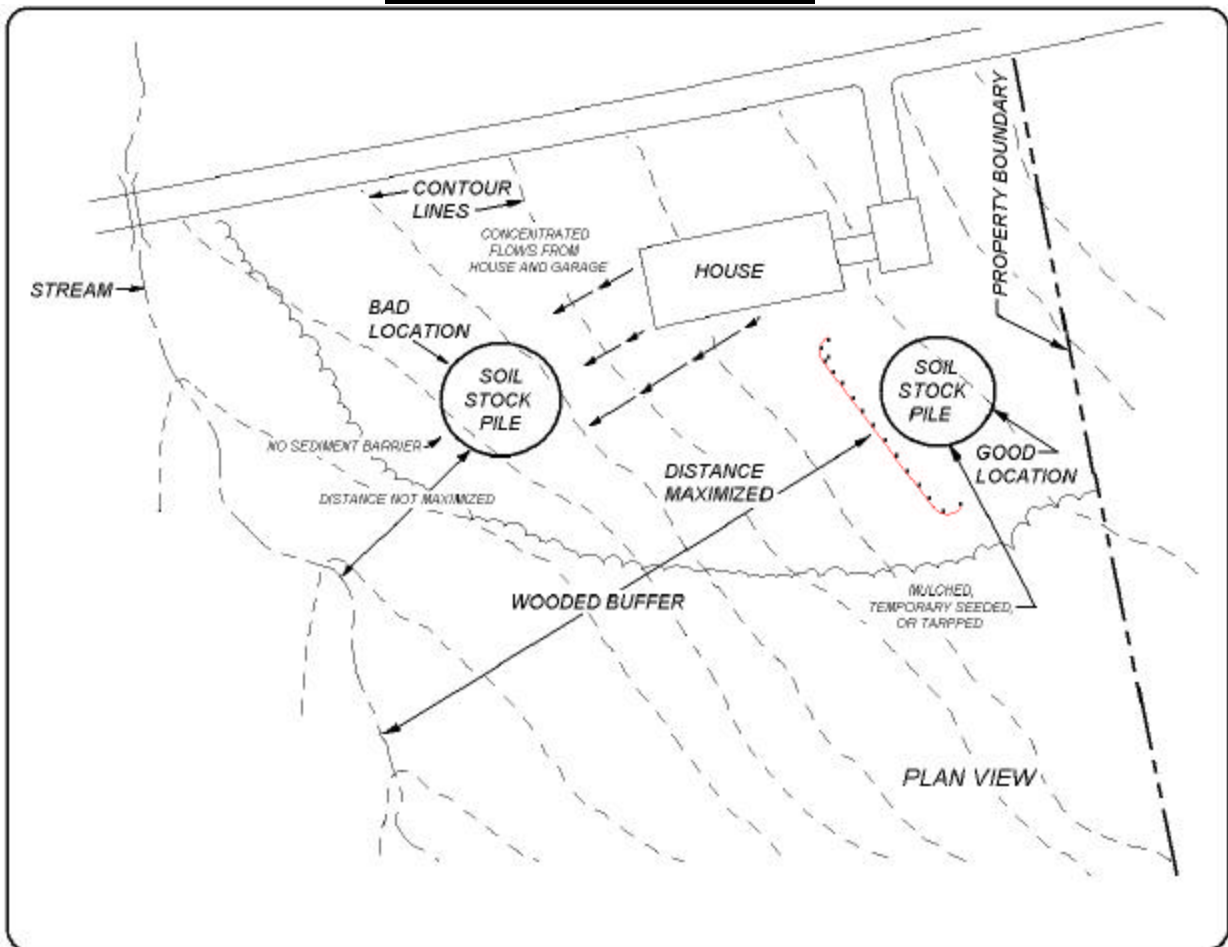 PROPERTY BOUNDARY
CONTOUR
LINES
CONCENTRATED
FLOWS FROM
HOUSE AND GARAGE
HOUSE
STREAM
BAD
LOCATION
SOIL
STOCK
PILE
SOIL
STOCK
PILE
NO SEDIMENT BARRIER
GOOD
LOCATION
DISTANCE
MAXIMIZED
DISTANCE NOT MAXIMIZED
WOODED BUFFER
MULCHED,
TEMPORARY SEEDED,
OR TARPPED
PLAN VIEW